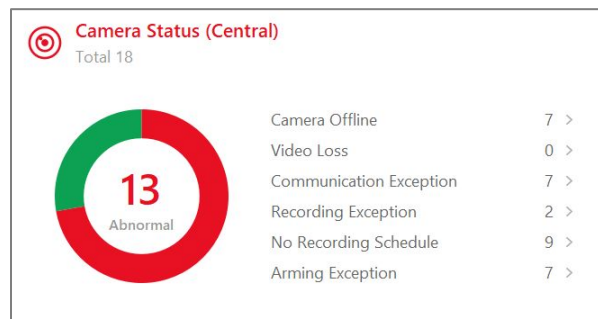 Camera Status (Central)
Total 18
13
Abnormal
Camera Offline 7 >
Video Loss 0 >
Communication Exception 7 >
Recording Exception 2 >
No Recording Schedule 9 >
Arming Exception 7 >